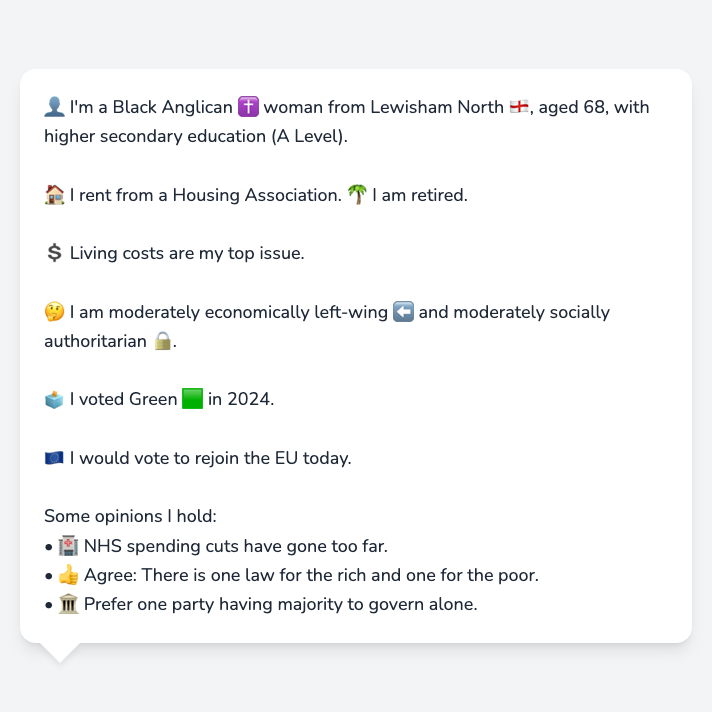 👤 I'm a Black Anglican ✝️ woman from Lewisham North 🏴󠁧󠁢󠁥󠁮󠁧󠁿, aged 68, with
higher secondary education (A Level).
🏠 I rent from a Housing Association. 🌴 I am retired.
💲 Living costs are my top issue.
🤔 I am moderately economically left-wing ⬅️ and moderately socially
authoritarian 🔒.
🗳️ I voted Green 🟩 in 2024.
🇪🇺 I would vote to rejoin the EU today.
Some opinions I hold:
• 🏥 NHS spending cuts have gone too far.
• 👍 Agree: There is one law for the rich and one for the poor.
• 🏛️ Prefer one party having majority to govern alone.